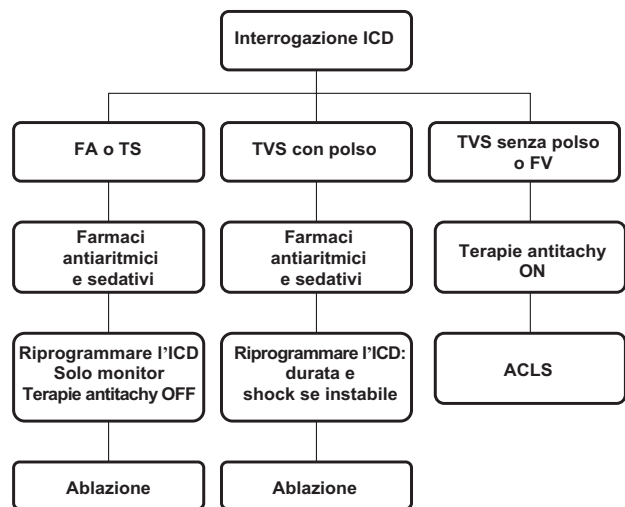 Interrogazione ICD
FA o TS
TVS con polso
TVS senza polso
o FV
Farmaci
antiaritmici
e sedativi
Farmaci
antiaritmici
e sedativi
Terapie antitachy
ON
Riprogrammare l'ICD
Solo monitor
Terapie antitachy OFF
Riprogrammare l'ICD:
durata e
shock se instabile
ACLS
Ablazione
Ablazione